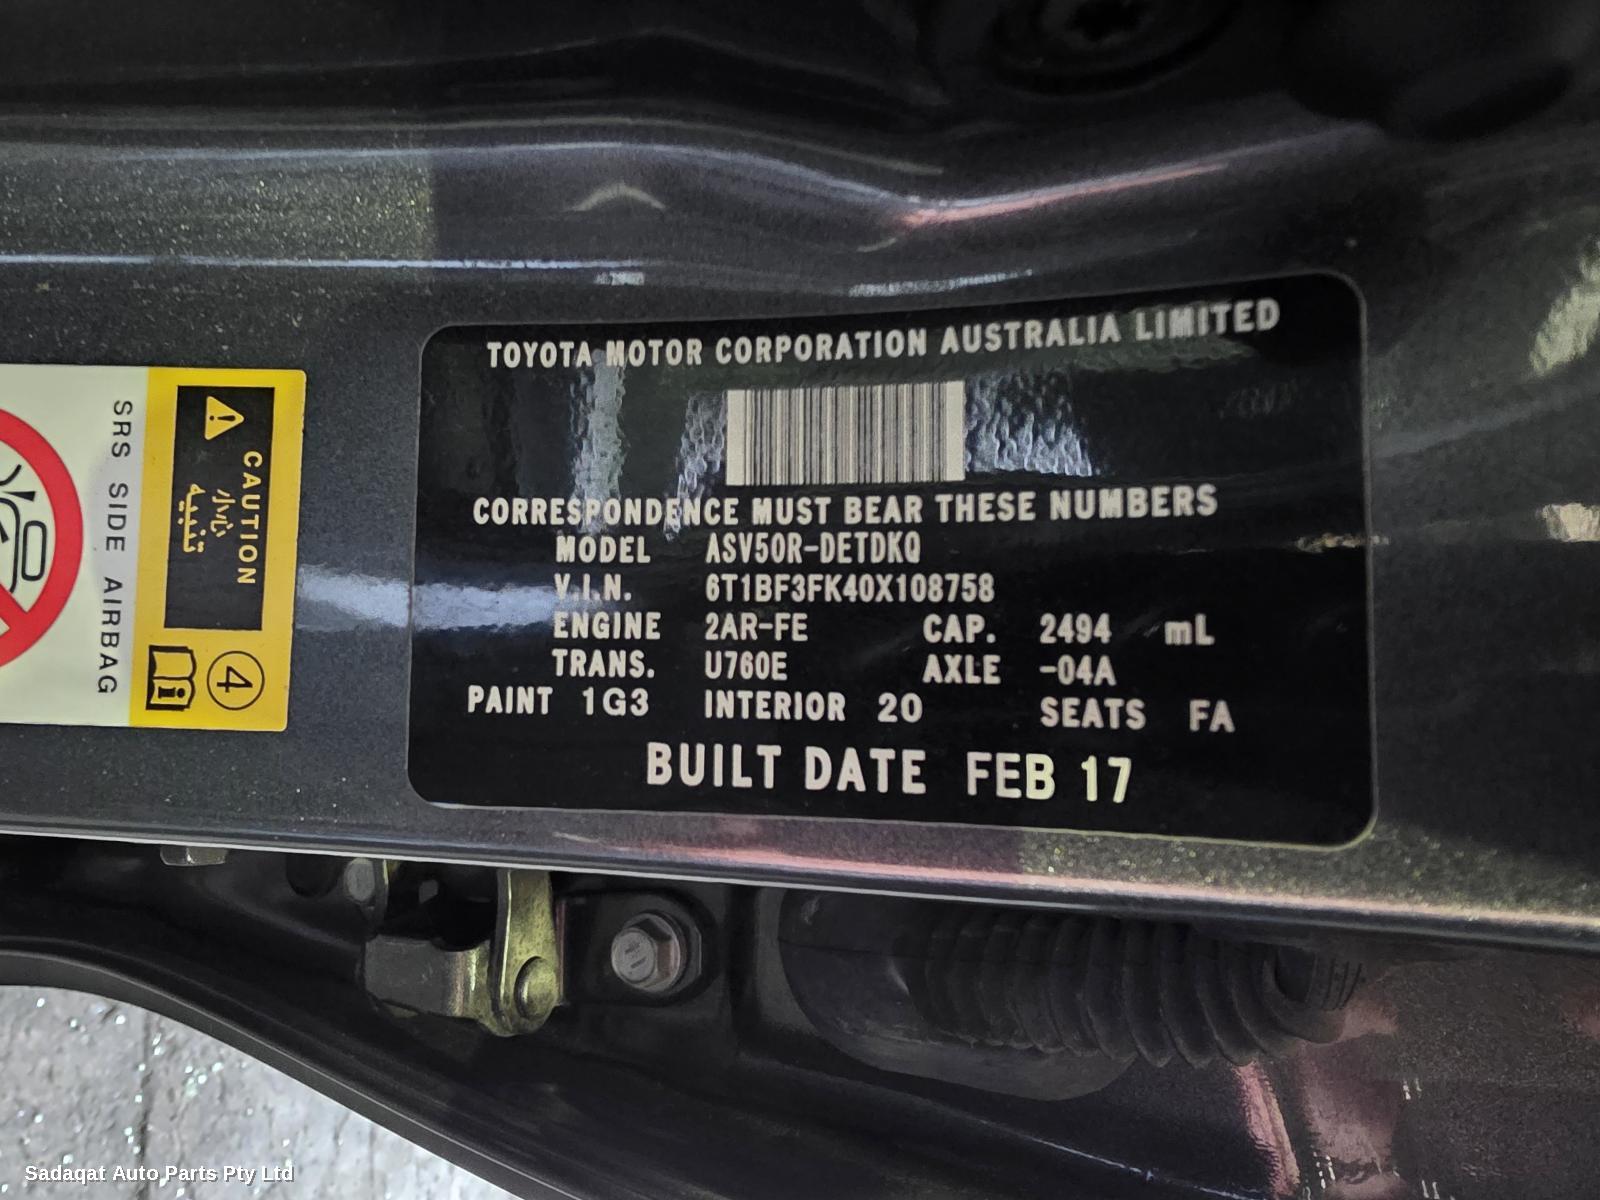 TOYOTA MOTOR CORPORATION AUSTRALIA LIMITED
CORRESPONDENCE MUST BEAR THESE NUMBERS
MODEL ASV50R-DETDKQ
V.I.N. 6T1BF3FK40X108758
ENGINE 2AR-FE CAP. 2494 mL
TRANS. U760E AXLE -04A
PAINT 1G3 INTERIOR 20 SEATS FA
BUILT DATE FEB 17
SRS SIDE AIRBAG
CAUTION
小心
تنبيه
4
Sadaqat Auto Parts Pty Ltd